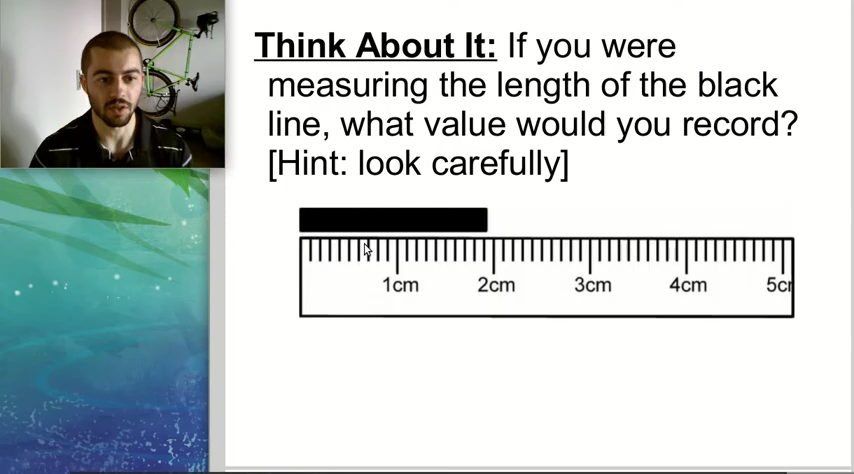 Think About It: If you were
measuring the length of the black
line, what value would you record?
[Hint: look carefully]
1cm 2cm 3cm 4cm 5c